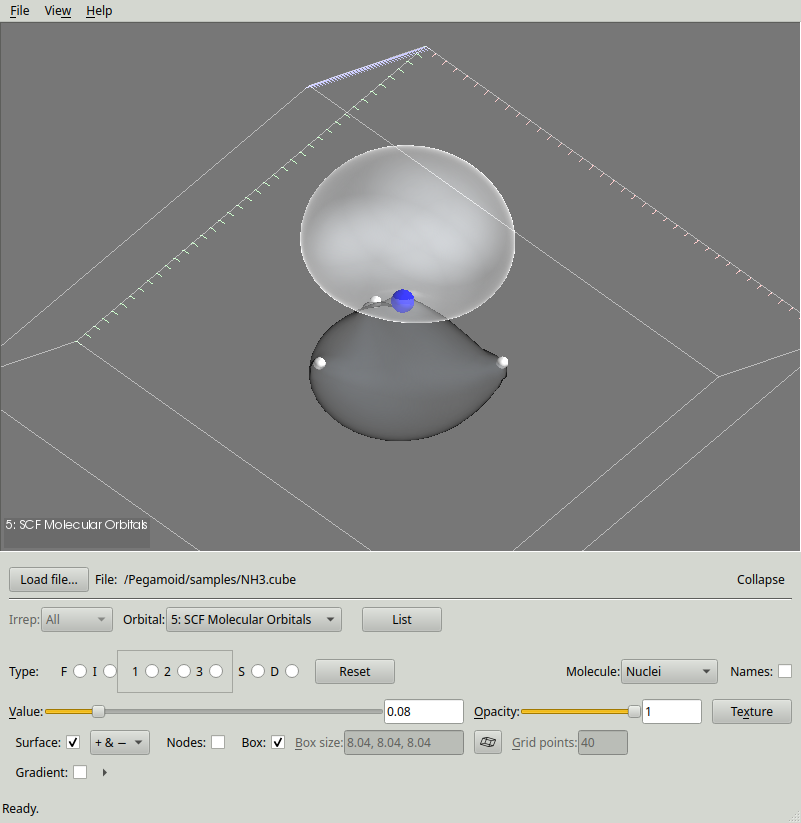 File View Help
5: SCF Molecular Orbitals
Load file... File: /Pegamoid/samples/NH3.cube Collapse
Irrep: All Orbital: 5: SCF Molecular Orbitals List
Type: F I 1 2 3 S D Reset Molecule: Nuclei Names:
Value: 0.08 Opacity: 1 Texture
Surface: + & − Nodes: Box: Box size: 8.04, 8.04, 8.04 Grid points: 40
Gradient:
Ready.